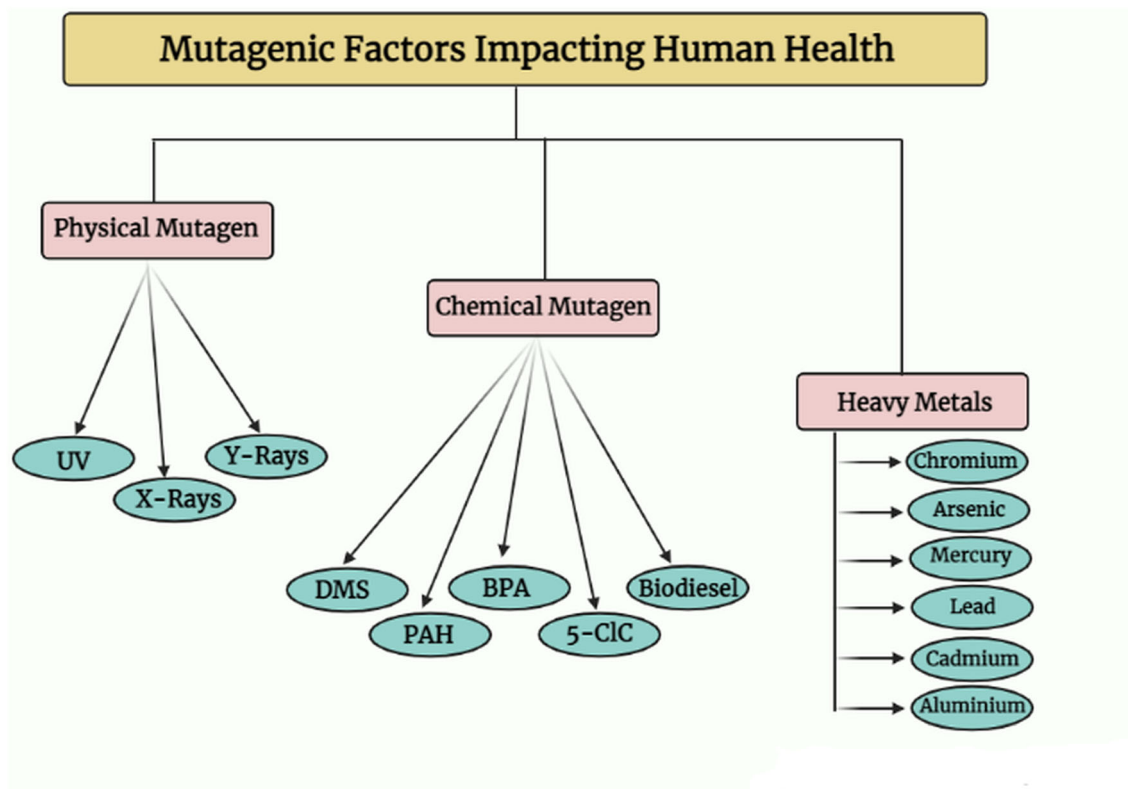 Mutagenic Factors Impacting Human Health
Physical Mutagen
UV
X-Rays
Y-Rays
Chemical Mutagen
DMS
PAH
BPA
5-ClC
Biodiesel
Heavy Metals
Chromium
Arsenic
Mercury
Lead
Cadmium
Aluminium